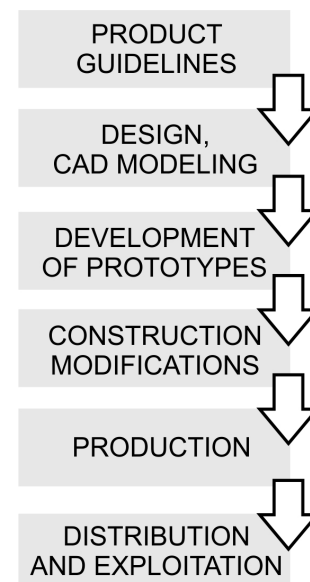 PRODUCT
GUIDELINES
DESIGN,
CAD MODELING
DEVELOPMENT
OF PROTOTYPES
CONSTRUCTION
MODIFICATIONS
PRODUCTION
DISTRIBUTION
AND EXPLOITATION